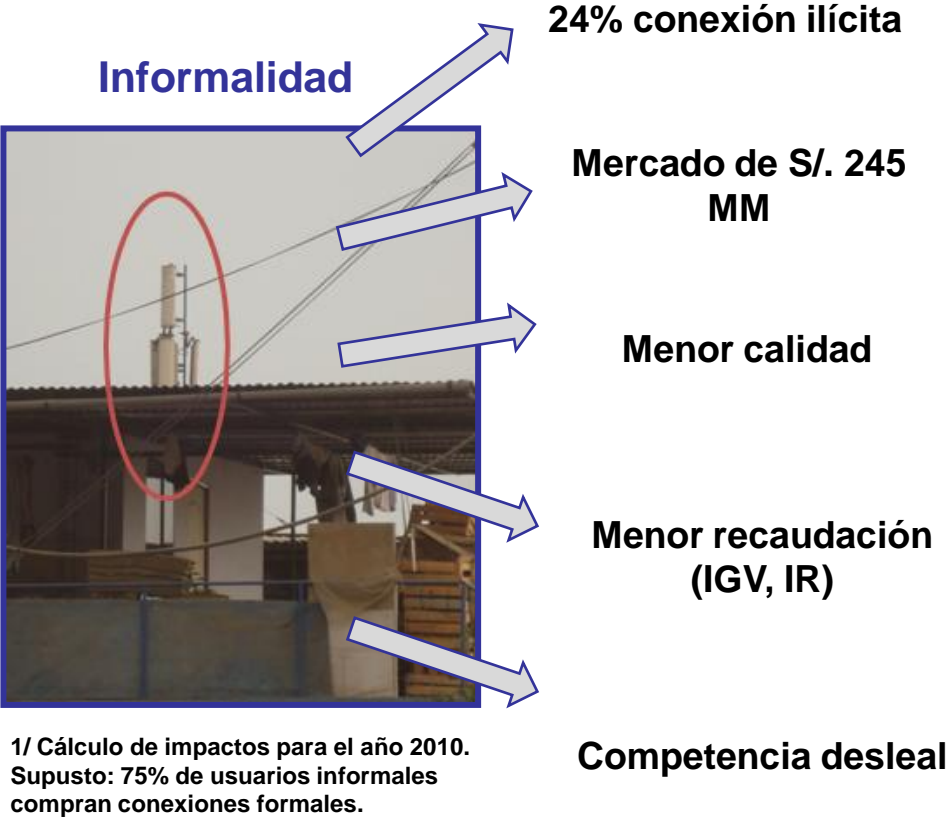 24% conexión ilícita
Informalidad
Mercado de S/. 245
MM
Menor calidad
Menor recaudación
(IGV, IR)
Competencia desleal
1/ Cálculo de impactos para el año 2010.
Supusto: 75% de usuarios informales
compran conexiones formales.